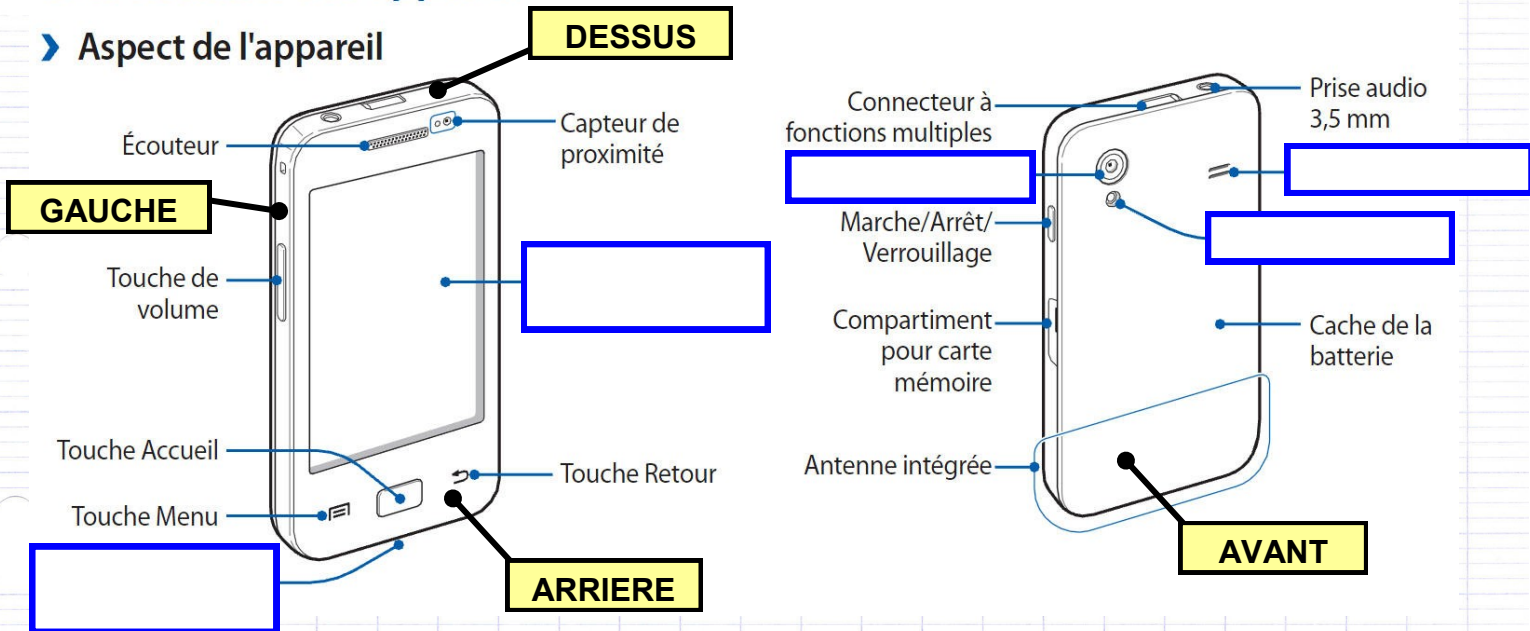 Aspect de l'appareil
DESSUS
Écouteur
Capteur de
proximité
GAUCHE
Touche de
volume
Touche Accueil
Touche Retour
Touche Menu
ARRIERE
Connecteur à
fonctions multiples
Prise audio
3,5 mm
Marche/Arrêt/
Verrouillage
Compartiment
pour carte
mémoire
Cache de la
batterie
Antenne intégrée
AVANT